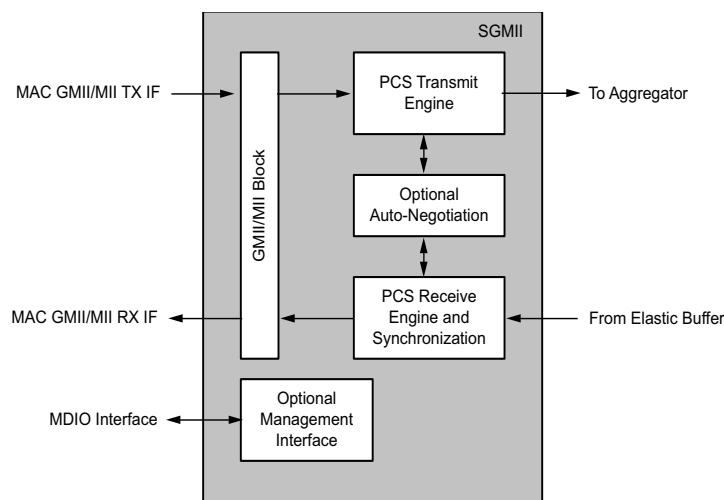 SGMII
MAC GMII/MII TX IF
GMII/MII Block
PCS Transmit
Engine
To Aggregator
Optional
Auto-Negotiation
MAC GMII/MII RX IF
PCS Receive
Engine and
Synchronization
From Elastic Buffer
MDIO Interface
Optional
Management
Interface